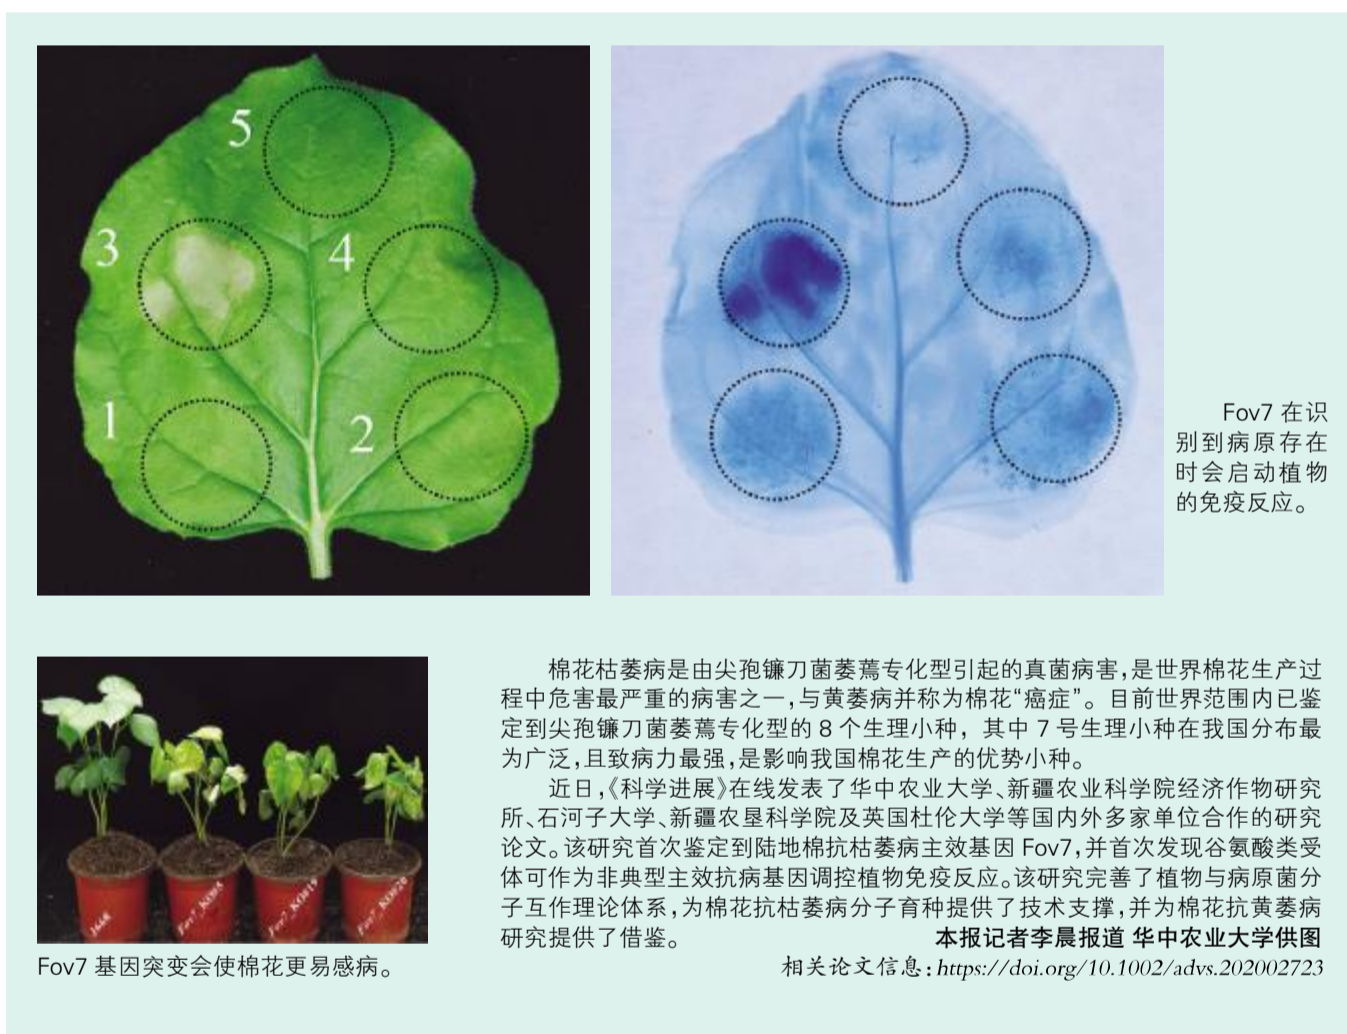 5
3
4
1
2
Fov7 在识
别到病原存在
时会启动植物
的免疫反应。
棉花枯萎病是由尖孢镰刀菌萎蔫专化型引起的真菌病害，是世界棉花生产过
程中危害最严重的病害之一，与黄萎病并称为棉花“癌症”。目前世界范围内已鉴
定到尖孢镰刀菌萎蔫专化型的 8 个生理小种，其中 7 号生理小种在我国分布最
为广泛，且致病力最强，是影响我国棉花生产的优势小种。
近日，《科学进展》在线发表了华中农业大学、新疆农业科学院经济作物研究
所、石河子大学、新疆农垦科学院及英国杜伦大学等国内外多家单位合作的研究
论文。该研究首次鉴定到陆地棉抗枯萎病主效基因 Fov7，并首次发现谷氨酸类受
体可作为非典型主效抗病基因调控植物免疫反应。该研究完善了植物与病原菌分
子互作理论体系，为棉花抗枯萎病分子育种提供了技术支撑，并为棉花抗黄萎病
研究提供了借鉴。
本报记者李晨报道 华中农业大学供图
相关论文信息：https://doi.org/10.1002/advs.202002723
Fov7 基因突变会使棉花更易感病。